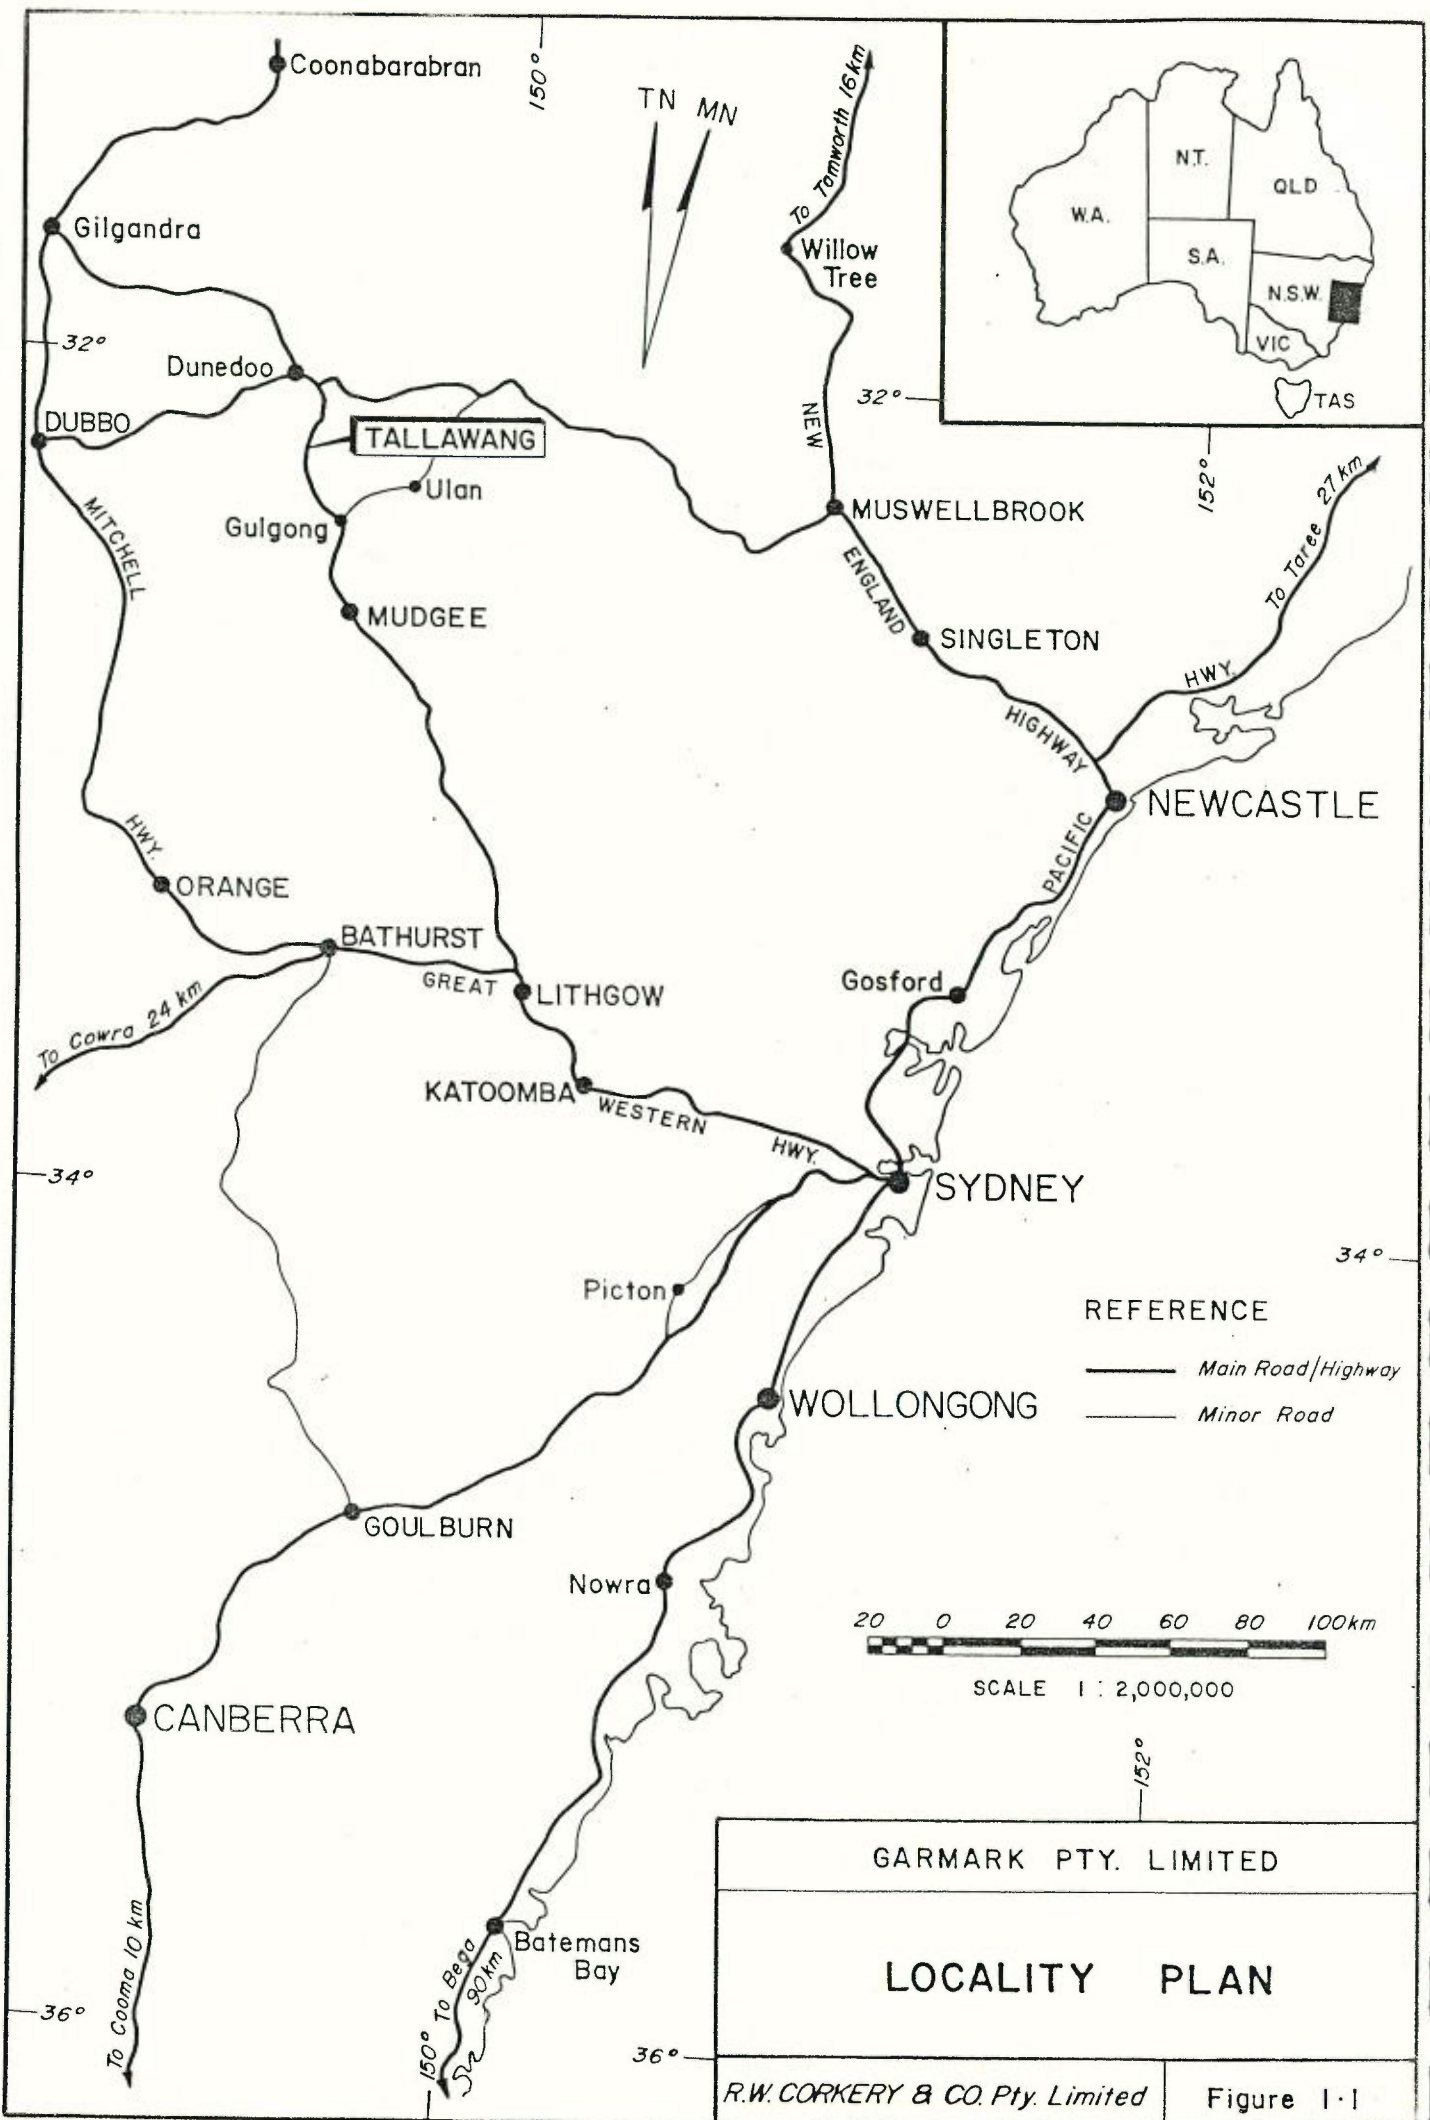 Coonabarabran
150°
TN MN
To Tamworth 16 km
N.T.
QLD
W.A.
S.A.
N.S.W.
VIC
TAS
Gilgandra
Willow
Tree
32°
Dunedoo
32°
DUBBO
NEW
TALLAWANG
152°
To Taree 27 km
Ulan
MITCHELL
Gulgong
MUSWELLBROOK
ENGLAND
MUDGEE
SINGLETON
HWY.
HIGHWAY
NEWCASTLE
HWY.
PACIFIC
ORANGE
BATHURST
GREAT
LITHGOW
Gosford
To Cowra 24 km
KATOOMBA
WESTERN
HWY.
34°
SYDNEY
34°
Picton
REFERENCE
Main Road/Highway
WOLLONGONG
Minor Road
GOULBURN
Nowra
20 0 20 40 60 80 100km
SCALE 1 : 2,000,000
CANBERRA
152°
GARMARK PTY. LIMITED
To Cooma 10 km
Batemans
Bay
To Bega
90km
LOCALITY PLAN
36°
150°
36°
R.W. CORKERY & CO. Pty. Limited
Figure 1·1